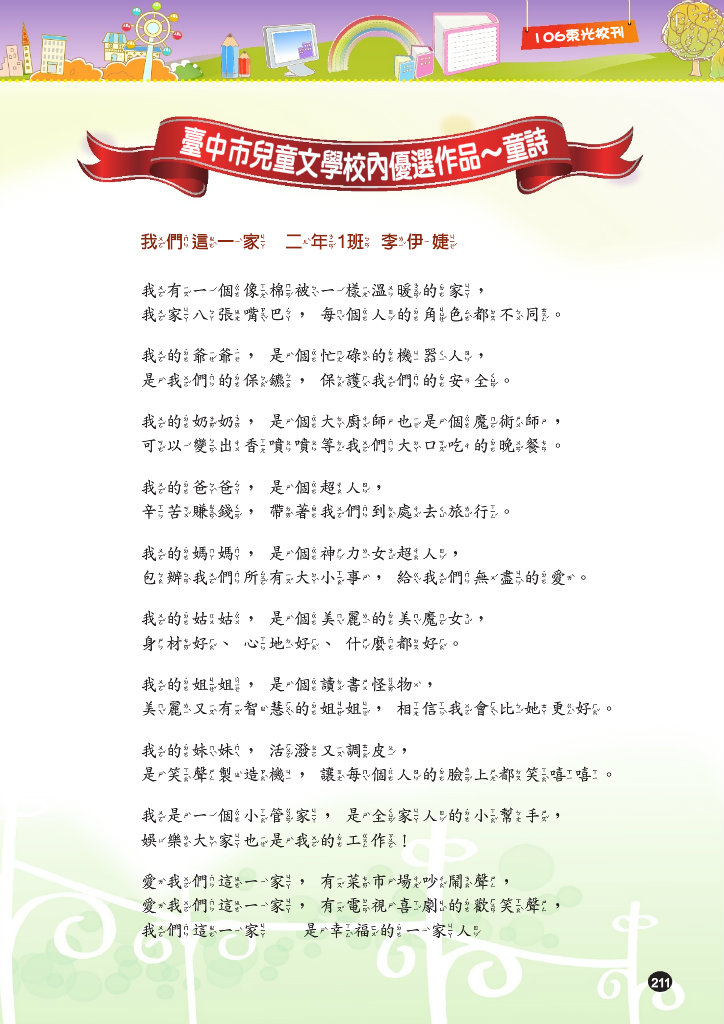 106東光校刊
臺中市兒童文學校內優選作品～童詩
我們這一家 二年1班 李伊婕
我有一個像棉被一樣溫暖的家，
我家八張嘴巴，每個人的角色都不同。
我的爺爺，是個忙碌的機器人，
是我們的保鑣，保護我們的安全。
我的奶奶，是個大廚師也是個魔術師，
可以變出香噴噴等我們大口吃的晚餐。
我的爸爸，是個超人，
辛苦賺錢，帶著我們到處去旅行。
我的媽媽，是個神力女超人，
包辦我們所有大小事，給我們無盡的愛。
我的姑姑，是個美麗的美魔女，
身材好、心地好、什麼都好。
我的姐姐，是個讀書怪物，
美麗又有智慧的姐姐，相信我會比她更好。
我的妹妹，活潑又調皮，
是笑聲製造機，讓每個人的臉上都笑嘻嘻。
我是一個小管家，是全家人的小幫手，
娛樂大家也是我的工作！
愛我們這一家，有菜市場吵鬧聲，
愛我們這一家，有電視喜劇的歡笑聲，
我們這一家 是幸福的一家人
211